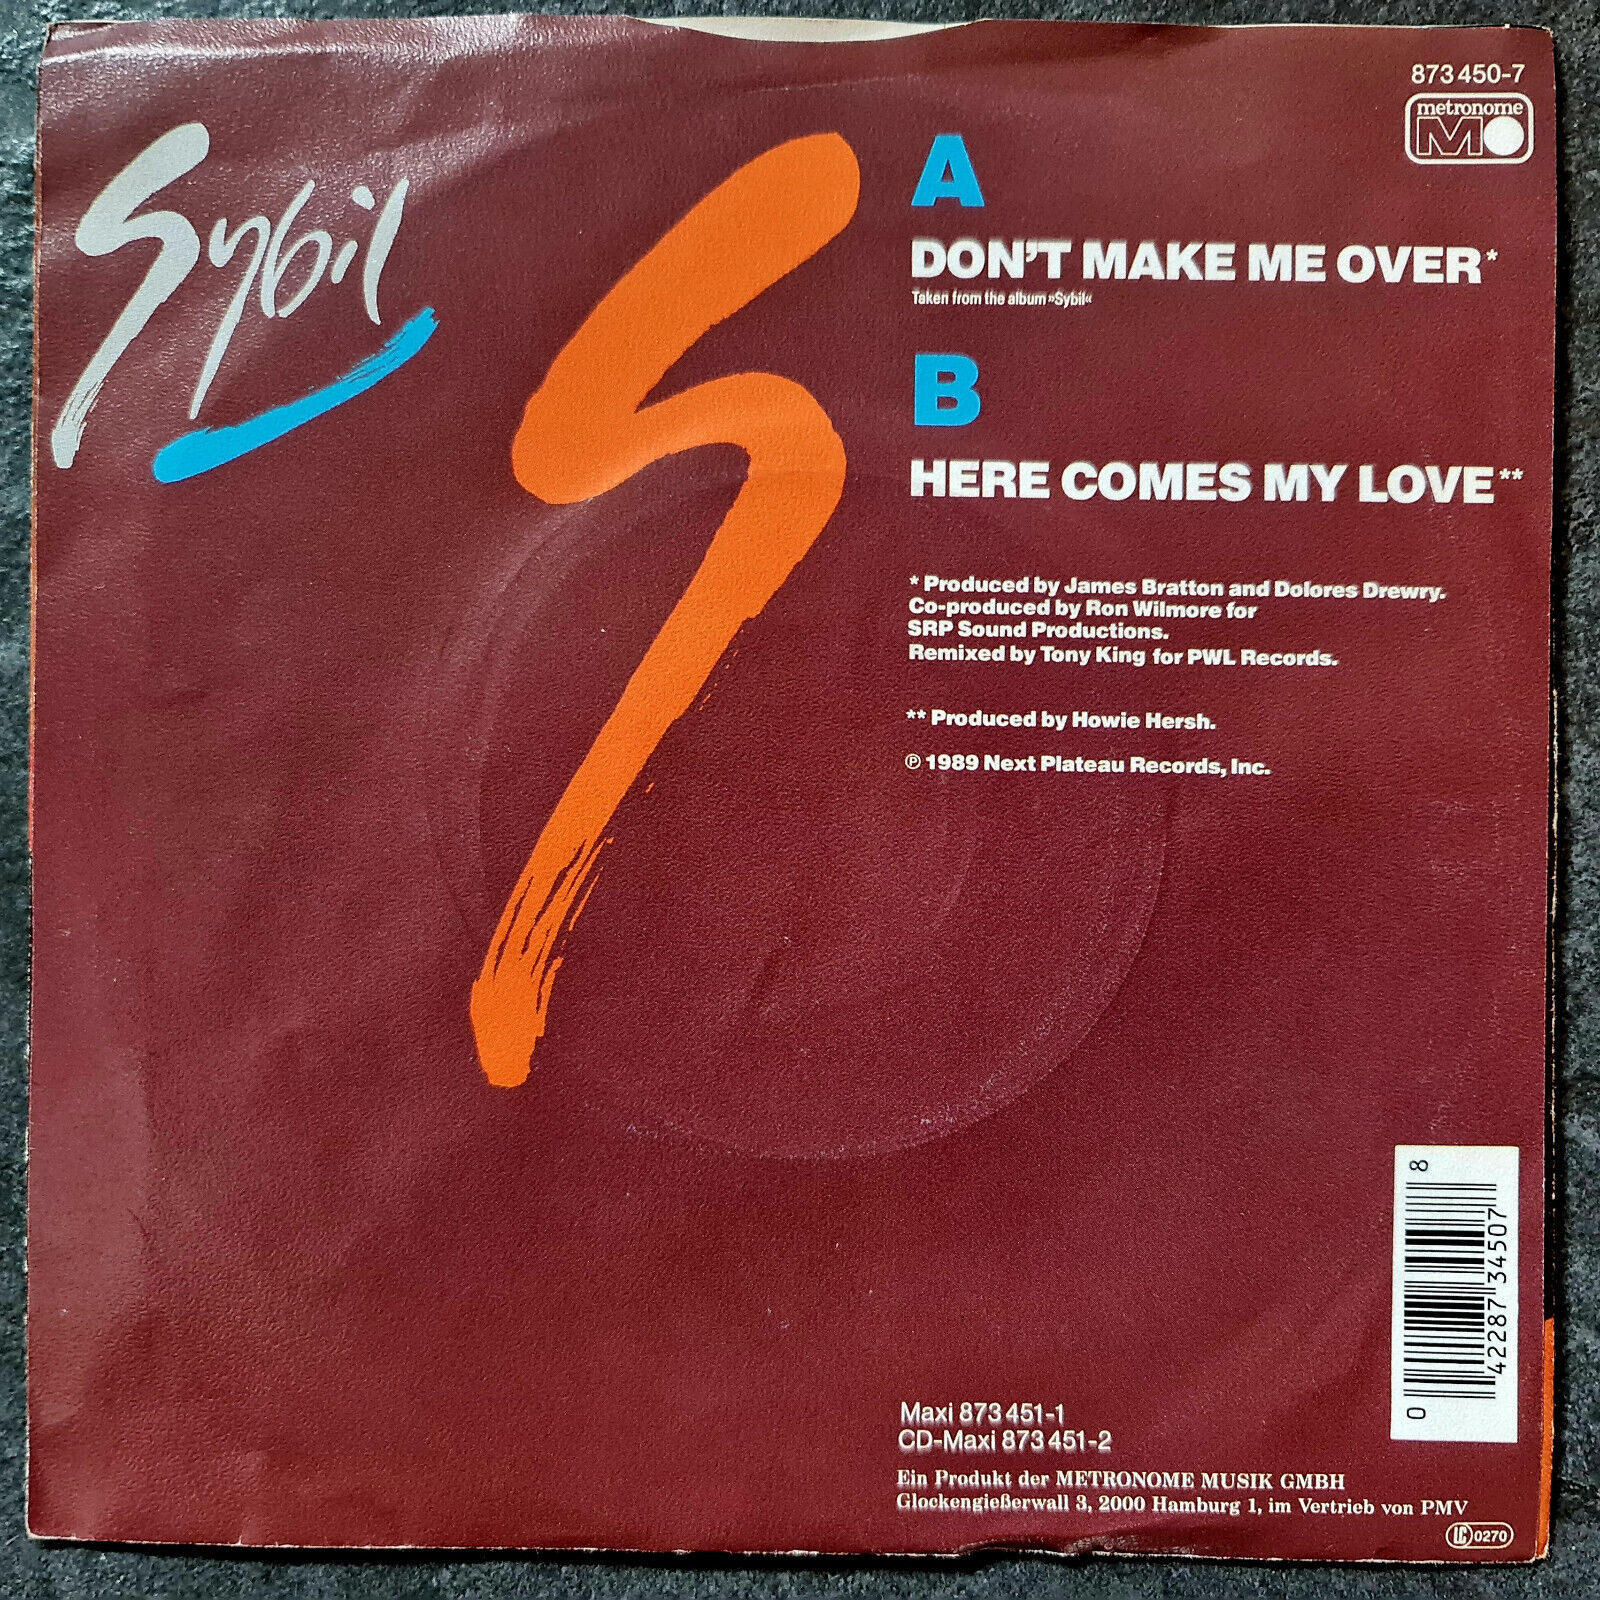 873 450-7
metronome
M
Sybil
A
DON'T MAKE ME OVER*
Taken from the album »Sybil«
B
HERE COMES MY LOVE**
* Produced by James Bratton and Dolores Drewry.
Co-produced by Ron Wilmore for
SRP Sound Productions.
Remixed by Tony King for PWL Records.
** Produced by Howie Hersh.
℗ 1989 Next Plateau Records, Inc.
0 42287 34507 8
Maxi 873 451-1
CD-Maxi 873 451-2
Ein Produkt der METRONOME MUSIK GMBH
Glockengießerwall 3, 2000 Hamburg 1, im Vertrieb von PMV
LC 0270